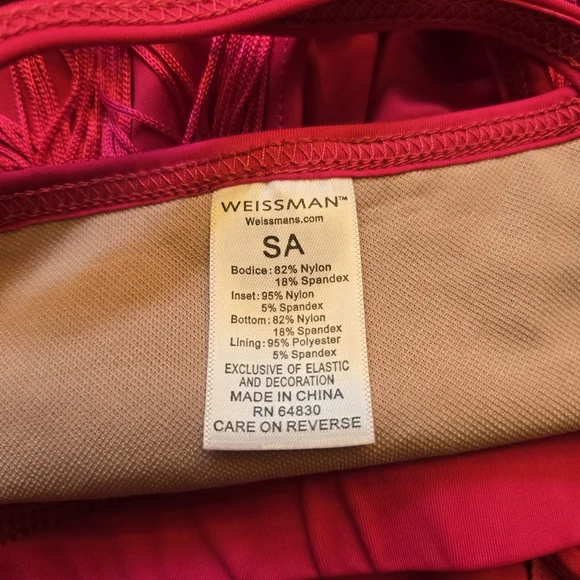 WEISSMAN™
Weissmans.com
SA
Bodice: 82% Nylon
18% Spandex
Inset: 95% Nylon
5% Spandex
Bottom: 82% Nylon
18% Spandex
Lining: 95% Polyester
5% Spandex
EXCLUSIVE OF ELASTIC
AND DECORATION
MADE IN CHINA
RN 64830
CARE ON REVERSE